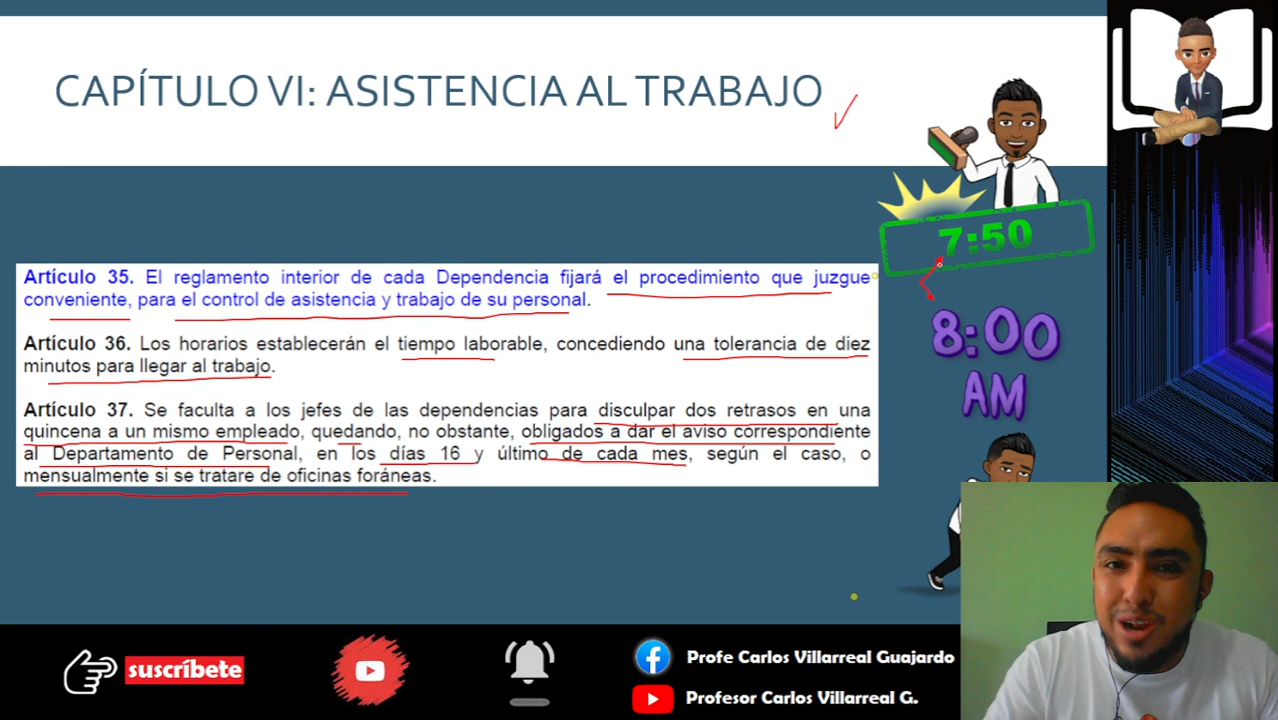 CAPÍTULO VI: ASISTENCIA AL TRABAJO
7:50
Artículo 35. El reglamento interior de cada Dependencia fijará el procedimiento que juzgue
conveniente, para el control de asistencia y trabajo de su personal.
8:00
AM
Artículo 36. Los horarios establecerán el tiempo laborable, concediendo una tolerancia de diez
minutos para llegar al trabajo.
Artículo 37. Se faculta a los jefes de las dependencias para disculpar dos retrasos en una
quincena a un mismo empleado, quedando, no obstante, obligados a dar el aviso correspondiente
al Departamento de Personal, en los días 16 y último de cada mes, según el caso, o
mensualmente si se tratare de oficinas foráneas.
suscríbete
Profe Carlos Villarreal Guajardo
Profesor Carlos Villarreal G.